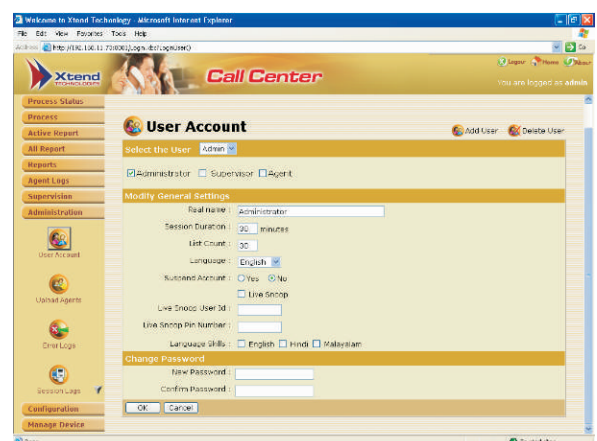 Welcome to Xtend Technology - Microsoft Internet Explorer
File Edit View Favorites Tools Help
Go
Logout Home About
Xtend
TECHNOLOGIES
Call Center
You are logged as admin
Process Status
Process
Active Report
All Report
Reports
Agent Logs
Supervision
Administration
User Account
Upload Agents
Error Logs
Session Logs
Configuration
Manage Device
User Account
Add User Delete User
Select the User Admin
Administrator Supervisor Agent
Modify General Settings
Real name : Administrator
Session Duration : 30 minutes
List Count : 30
Language : English
Suspend Account : Yes No
Live Snoop
Live Snoop User Id :
Live Snoop Pin Number :
Language Skills : English Hindi Malayalam
Change Password
New Password :
Confirm Password :
OK Cancel